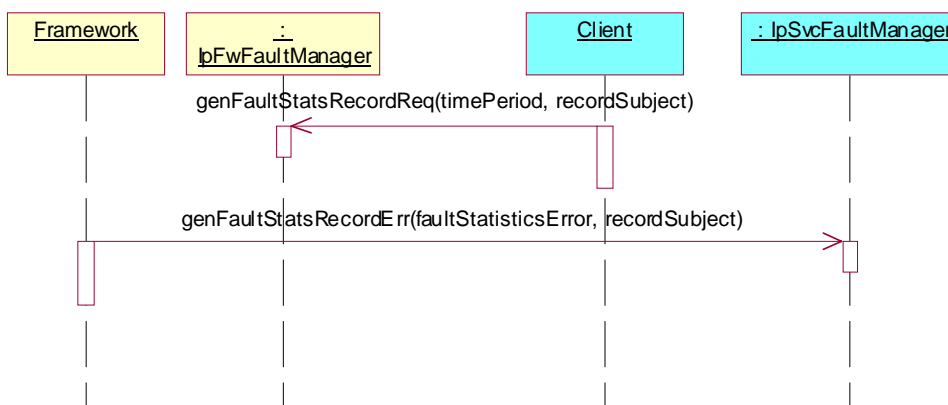 Framework
:
IpFwFaultManager
Client
: IpSvcFaultManager
genFaultStatsRecordReq(timePeriod, recordSubject)
genFaultStatsRecordErr(faultStatisticsError, recordSubject)